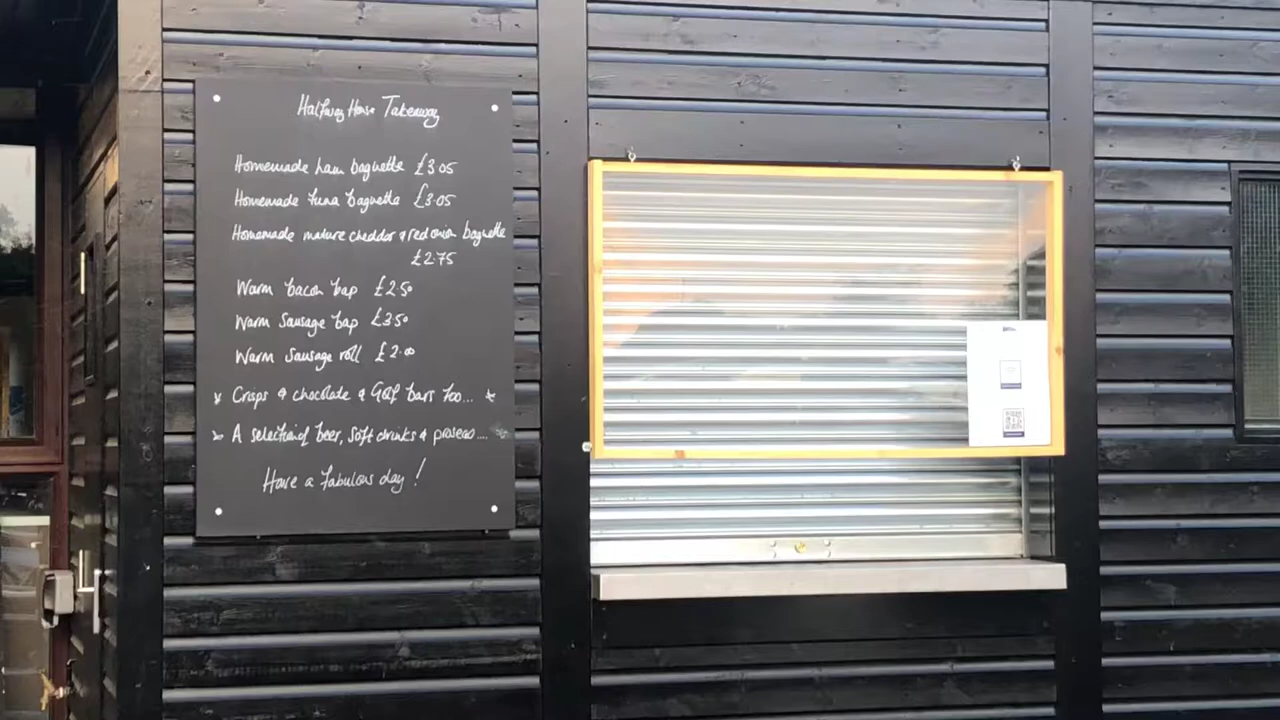 Halfway House Takeaway
Homemade ham baguette £3.05
Homemade tuna baguette £3.05
Homemade mature cheddar & red onion baguette
£2.75
Warm bacon bap £2.50
Warm Sausage bap £3.50
Warm Sausage roll £2.00
Crisps & chocolate & Golf bars too...
A selection of beer, soft drinks & prosecco....
Have a fabulous day!